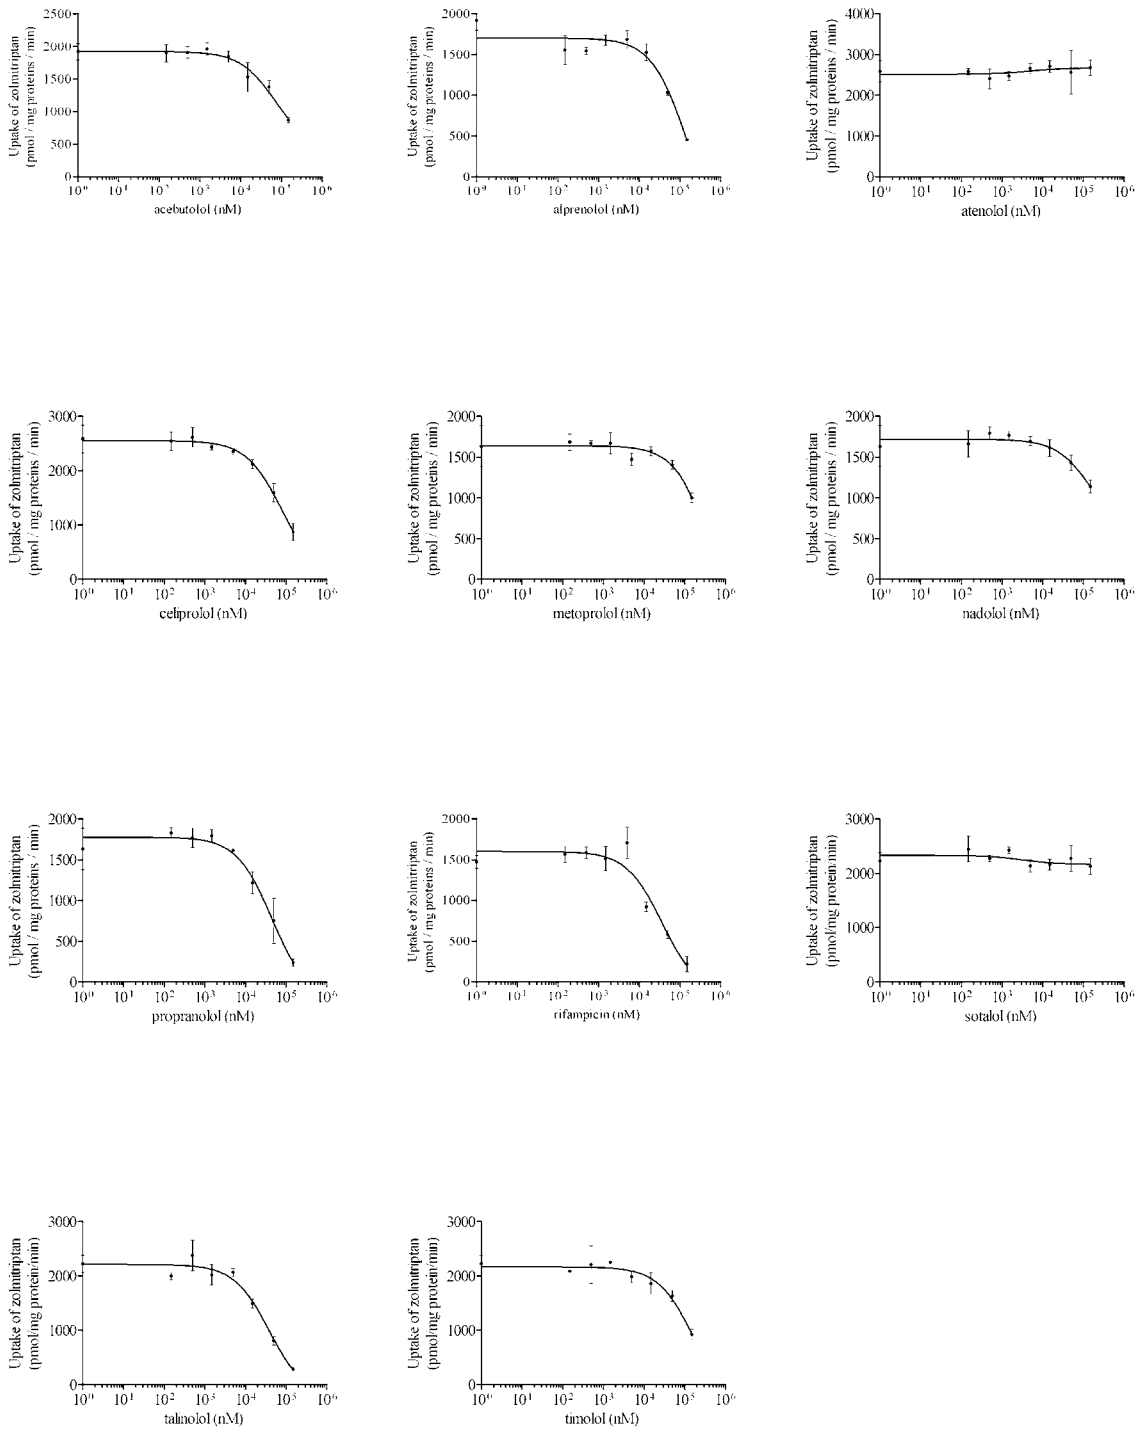 Uptake of zolmitriptan
(pmol / mg proteins / min)
2500
2000
1500
1000
500
0
10⁰ 10¹ 10² 10³ 10⁴ 10⁵ 10⁶
acebutolol (nM)
Uptake of zolmitriptan
(pmol / mg proteins / min)
2000
1500
1000
500
0
10⁰ 10¹ 10² 10³ 10⁴ 10⁵ 10⁶
alprenolol (nM)
Uptake of zolmitriptan
(pmol / mg proteins / min)
4000
3000
2000
1000
0
10⁰ 10¹ 10² 10³ 10⁴ 10⁵ 10⁶
atenolol (nM)
Uptake of zolmitriptan
(pmol / mg proteins / min)
3000
2000
1000
0
10⁰ 10¹ 10² 10³ 10⁴ 10⁵ 10⁶
celiprolol (nM)
Uptake of zolmitriptan
(pmol / mg proteins / min)
2000
1500
1000
500
0
10⁰ 10¹ 10² 10³ 10⁴ 10⁵ 10⁶
metoprolol (nM)
Uptake of zolmitriptan
(pmol / mg proteins / min)
2000
1500
1000
500
0
10⁰ 10¹ 10² 10³ 10⁴ 10⁵ 10⁶
nadolol (nM)
Uptake of zolmitriptan
(pmol / mg proteins / min)
2000
1500
1000
500
0
10⁰ 10¹ 10² 10³ 10⁴ 10⁵ 10⁶
propranolol (nM)
Uptake of zolmitriptan
(pmol / mg proteins / min)
2000
1500
1000
500
0
10⁰ 10¹ 10² 10³ 10⁴ 10⁵ 10⁶
rifampicin (nM)
Uptake of zolmitriptan
(pmol/mg protein/min)
3000
2000
1000
0
10⁰ 10¹ 10² 10³ 10⁴ 10⁵ 10⁶
sotalol (nM)
Uptake of zolmitriptan
(pmol/mg protein/min)
3000
2000
1000
0
10⁰ 10¹ 10² 10³ 10⁴ 10⁵ 10⁶
talinolol (nM)
Uptake of zolmitriptan
(pmol/mg protein/min)
3000
2000
1000
0
10⁰ 10¹ 10² 10³ 10⁴ 10⁵ 10⁶
timolol (nM)